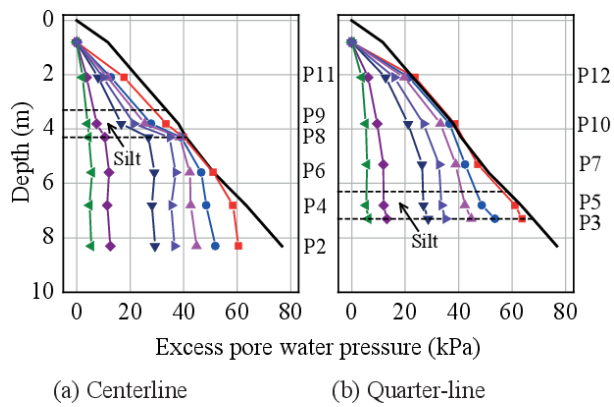 0
2
4
6
8
10
Depth (m)
P11
P9
P8
P6
P4
P2
Silt
P12
P10
P7
P5
P3
Silt
0 20 40 60 80 0 20 40 60 80
Excess pore water pressure (kPa)
(a) Centerline (b) Quarter-line